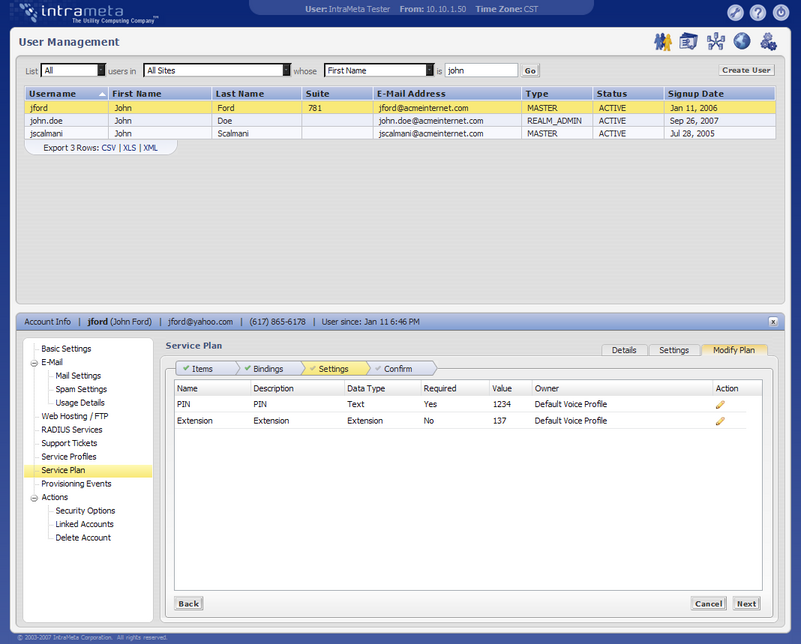 intrameta
The Utility Computing Company
User: IntraMeta Tester From: 10.10.1.50 Time Zone: CST
User Management
List All users in All Sites whose First Name is john Go Create User
Username First Name Last Name Suite E-Mail Address Type Status Signup Date
jford John Ford 781 jford@acmeinternet.com MASTER ACTIVE Jan 11, 2006
john.doe John Doe john.doe@acmeinternet.com REALM_ADMIN ACTIVE Sep 26, 2007
jscalmani John Scalmani jscalmani@acmeinternet.com MASTER ACTIVE Jul 28, 2005
Export 3 Rows: CSV | XLS | XML
Account Info | jford (John Ford) | jford@yahoo.com | (617) 865-6178 | User since: Jan 11 6:46 PM x
Basic Settings
E-Mail
Mail Settings
Spam Settings
Usage Details
Web Hosting / FTP
RADIUS Services
Support Tickets
Service Profiles
Service Plan
Provisioning Events
Actions
Security Options
Linked Accounts
Delete Account
Service Plan
Details Settings Modify Plan
Items Bindings Settings Confirm
Name Description Data Type Required Value Owner Action
PIN PIN Text Yes 1234 Default Voice Profile
Extension Extension Extension No 137 Default Voice Profile
Back Cancel Next
© 2003-2007 IntraMeta Corporation. All rights reserved.